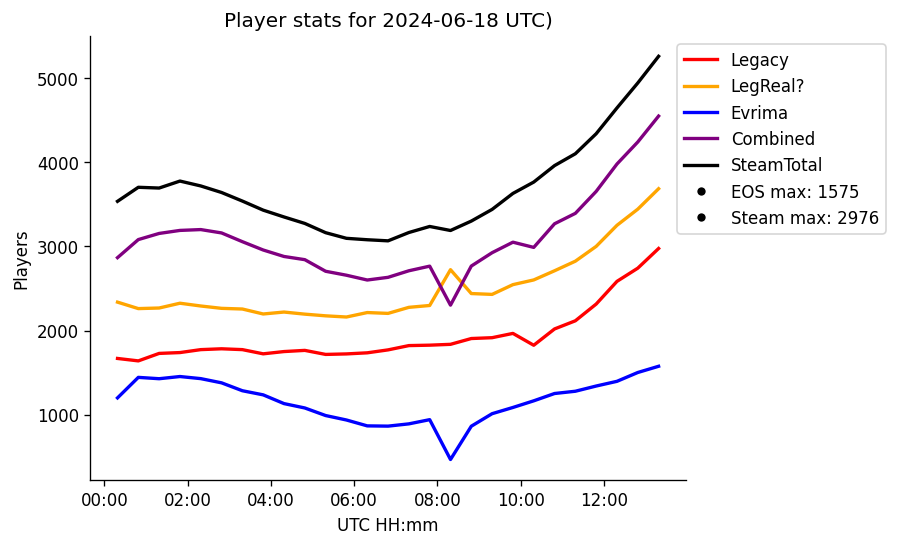 Player stats for 2024-06-18 UTC)
Players
5000
4000
3000
2000
1000
00:00 02:00 04:00 06:00 08:00 10:00 12:00
UTC HH:mm
Legacy
LegReal?
Evrima
Combined
SteamTotal
EOS max: 1575
Steam max: 2976